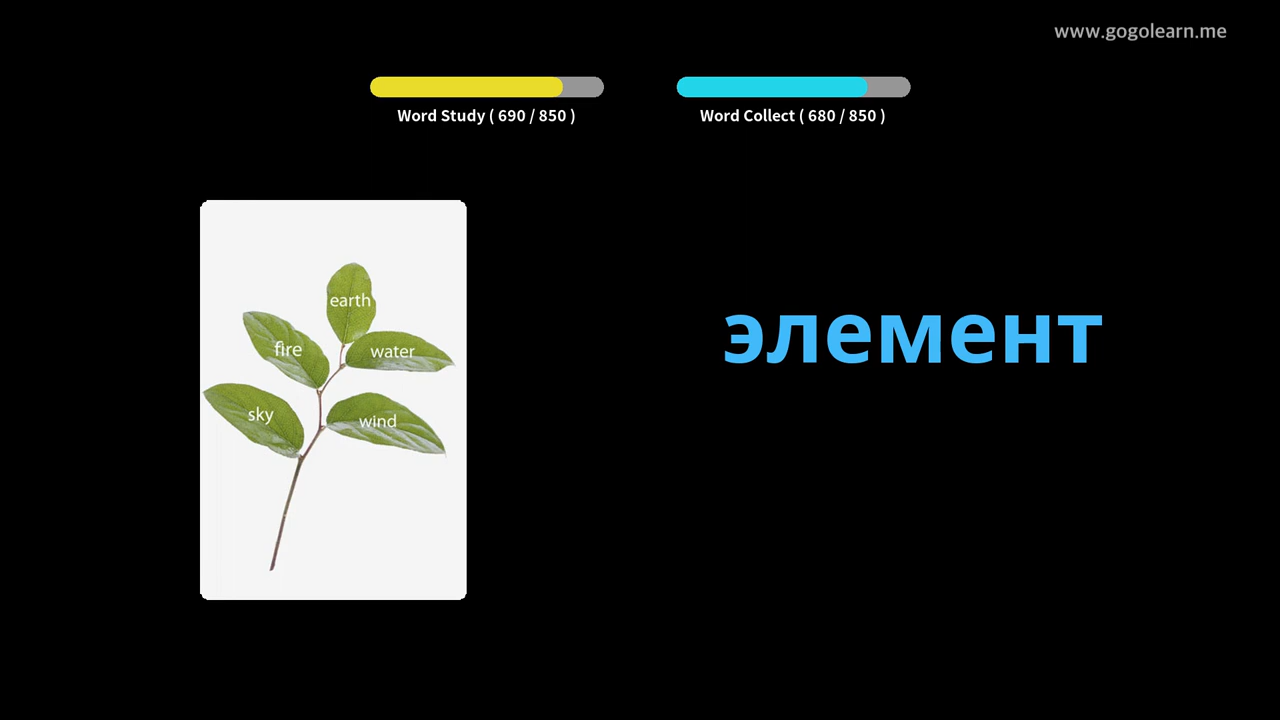 www.gogolearn.me
Word Study ( 690 / 850 )
Word Collect ( 680 / 850 )
earth
fire
water
sky
wind
элемент